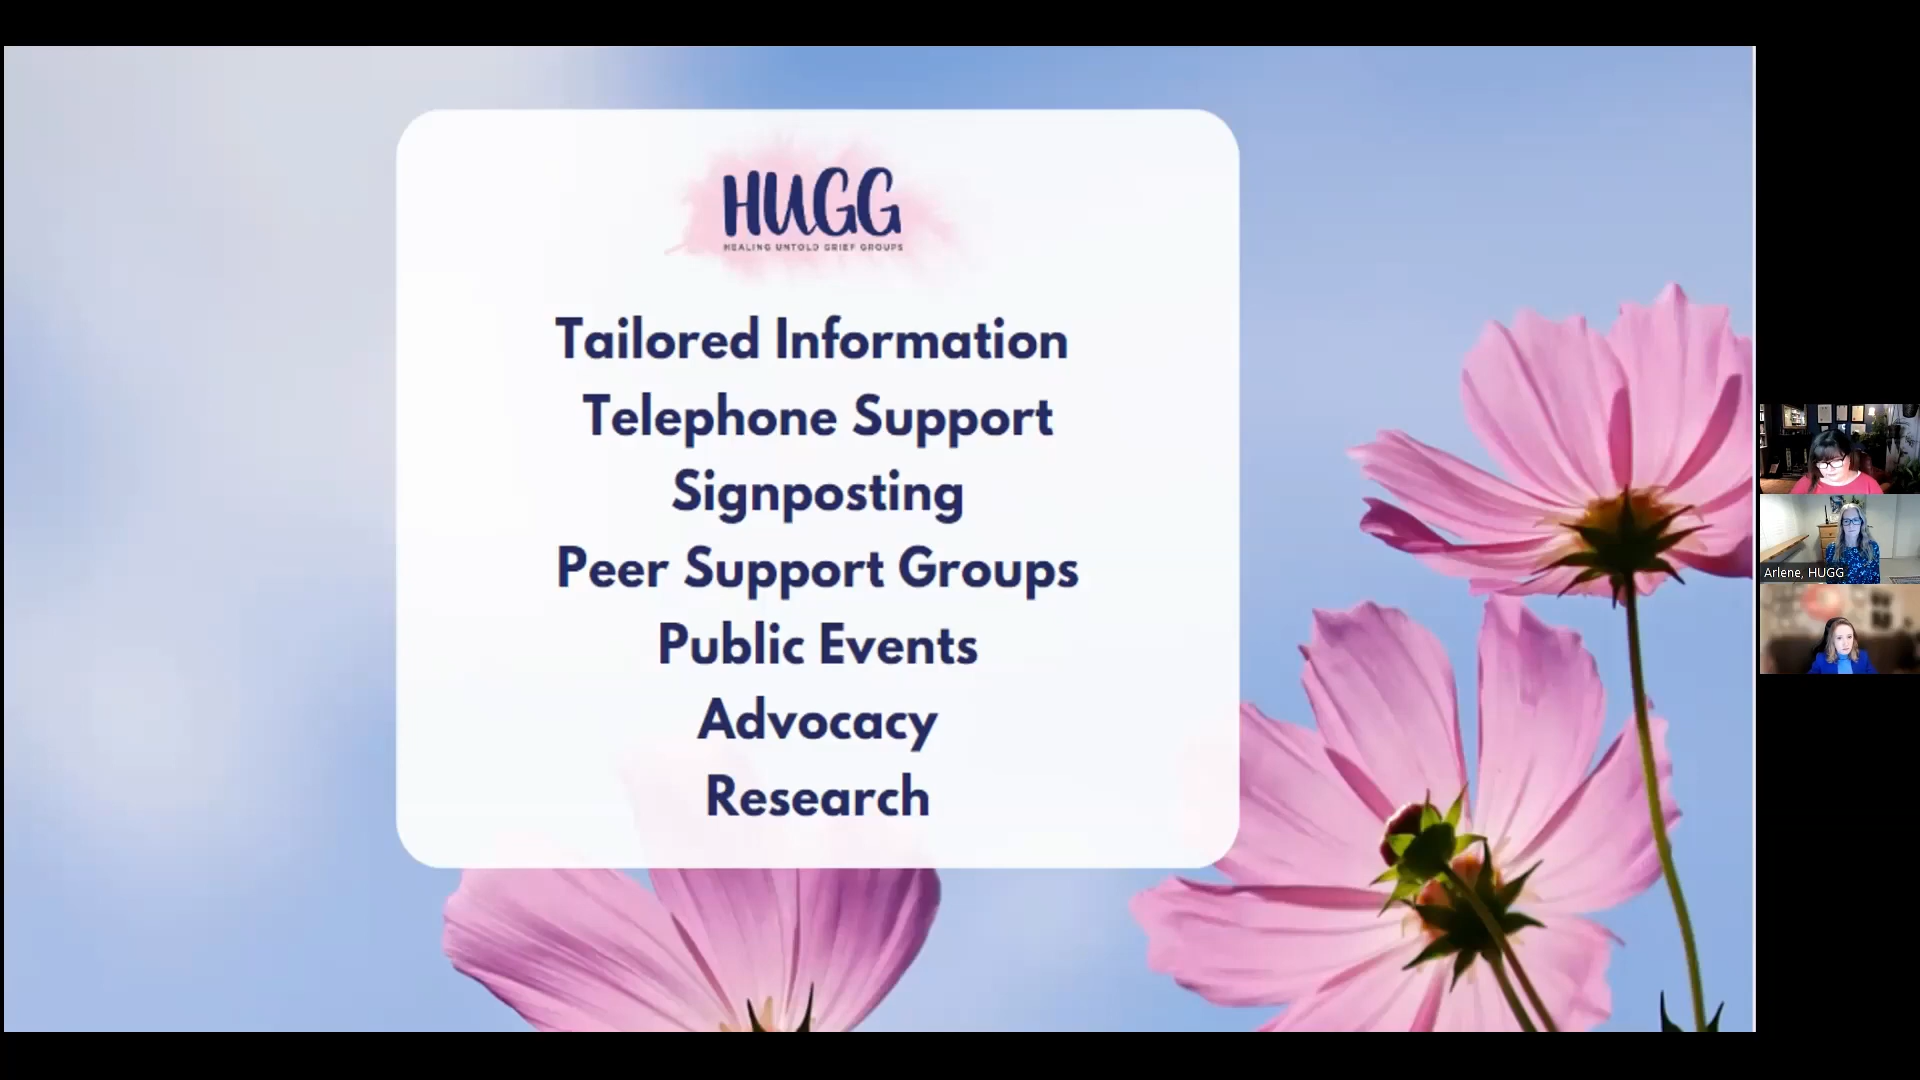 HUGG
HEALING UNTOLD GRIEF GROUPS
Tailored Information
Telephone Support
Signposting
Peer Support Groups
Public Events
Advocacy
Research
Arlene, HUGG